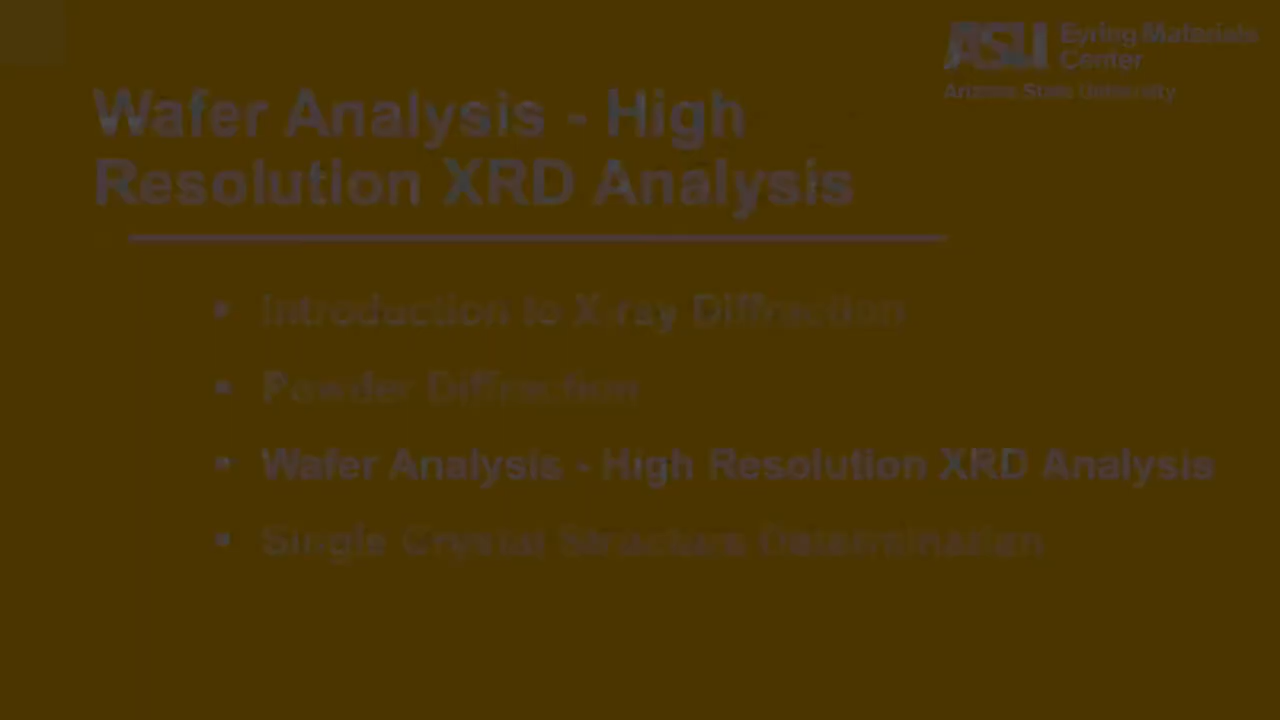 ASU Eyring Materials
Center
Arizona State University
Wafer Analysis - High
Resolution XRD Analysis
▪ Introduction to X-ray Diffraction
▪ Powder Diffraction
▪ Wafer Analysis - High Resolution XRD Analysis
▪ Single Crystal Structure Determination